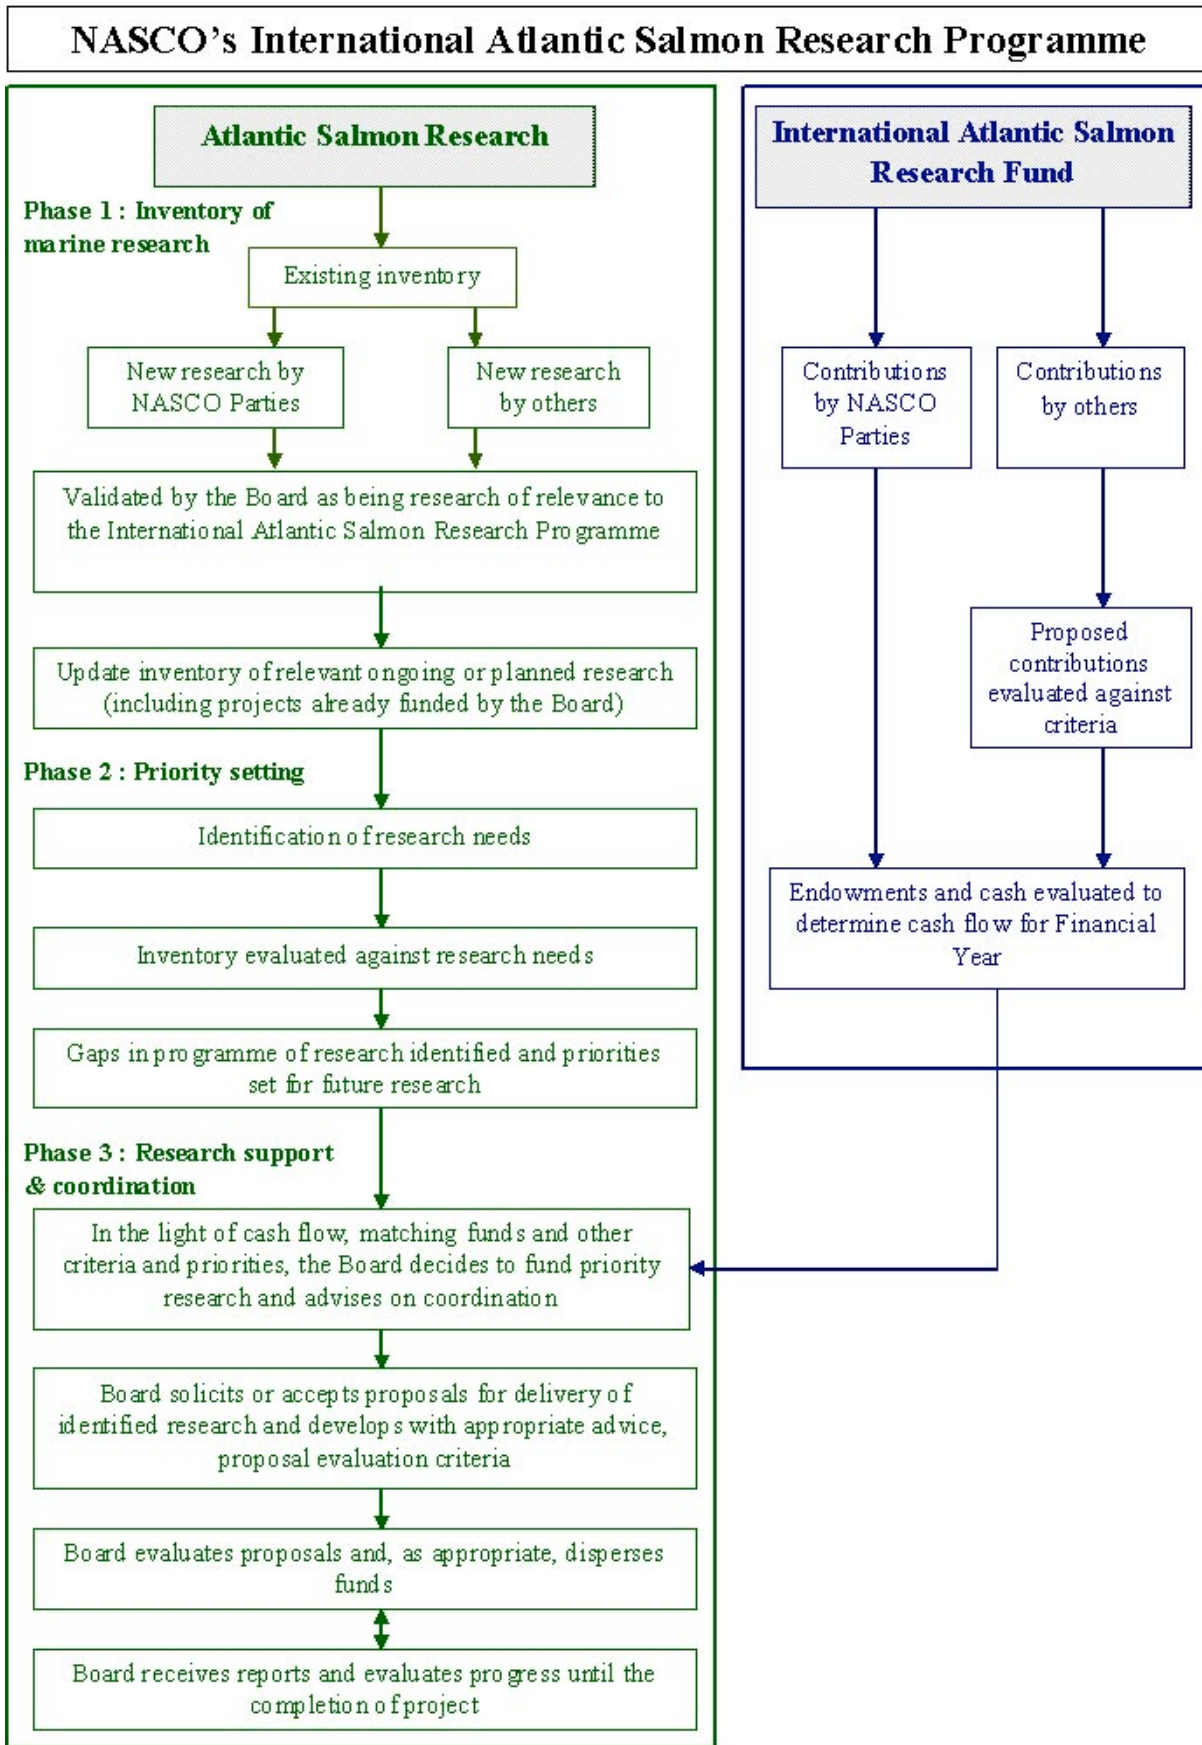 NASCO's International Atlantic Salmon Research Programme
Atlantic Salmon Research
Phase 1 : Inventory of
marine research
Existing inventory
New research by
NASCO Parties
New research
by others
Validated by the Board as being research of relevance to
the International Atlantic Salmon Research Programme
Update inventory of relevant ongoing or planned research
(including projects already funded by the Board)
Phase 2 : Priority setting
Identification of research needs
Inventory evaluated against research needs
Gaps in programme of research identified and priorities
set for future research
Phase 3 : Research support
& coordination
In the light of cash flow, matching funds and other
criteria and priorities, the Board decides to fund priority
research and advises on coordination
Board solicits or accepts proposals for delivery of
identified research and develops with appropriate advice,
proposal evaluation criteria
Board evaluates proposals and, as appropriate, disperses
funds
Board receives reports and evaluates progress until the
completion of project
International Atlantic Salmon
Research Fund
Contributions
by NASCO
Parties
Contributions
by others
Proposed
contributions
evaluated against
criteria
Endowments and cash evaluated to
determine cash flow for Financial
Year